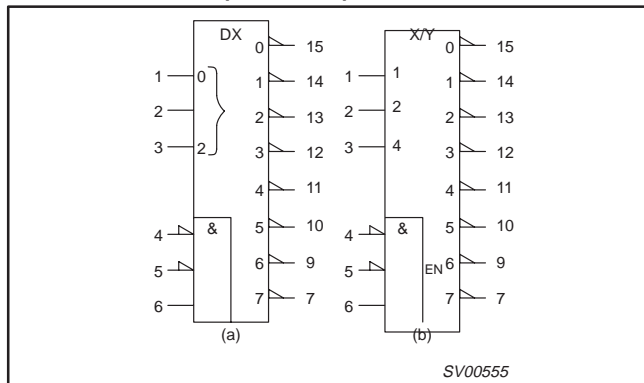 DX X/Y
0 15 0 15
1 0 1 14 1 1 1 14
2 2 13 2 2 2 13
3 2 3 12 3 4 3 12
4 11 4 11
& 5 10 & 5 10
4 4
6 9 EN 6 9
5 5
7 7 7 7
6 6
(a) (b)
SV00555